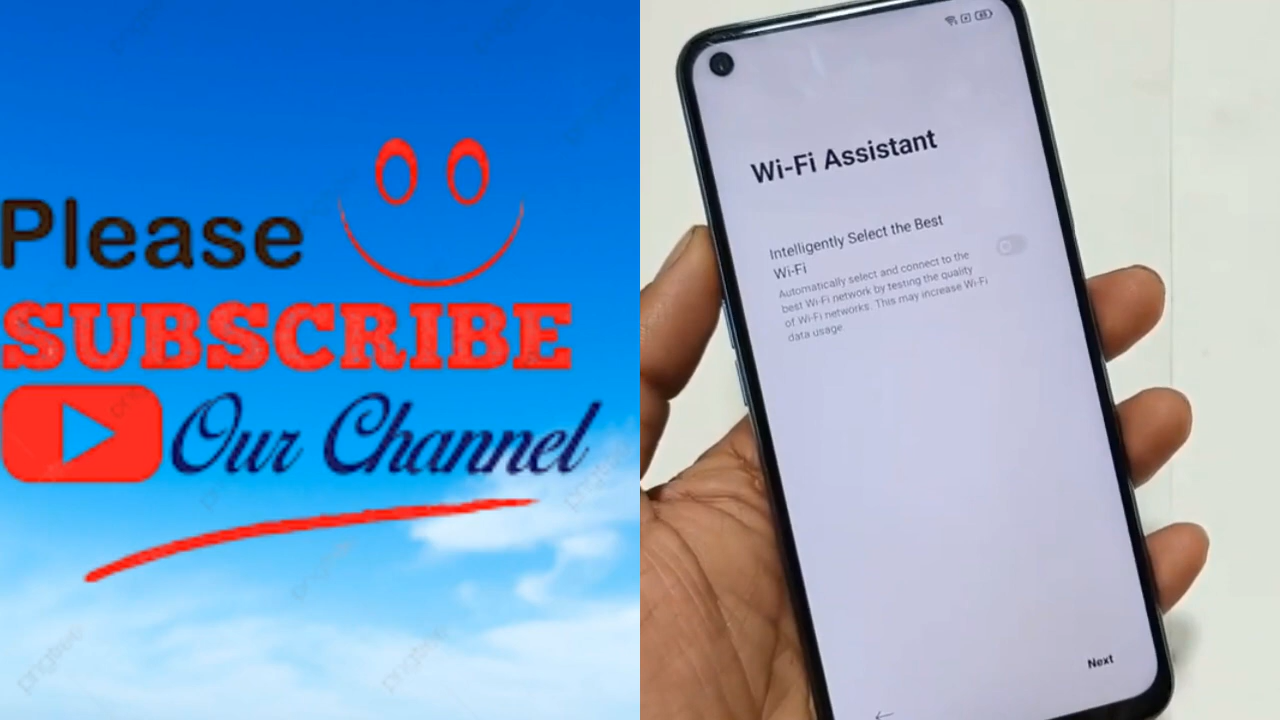 Please
SUBSCRIBE
Our Channel
Wi-Fi Assistant
Intelligently Select the Best
Wi-Fi
Automatically select and connect to the
best Wi-Fi network by testing the quality
of Wi-Fi networks. This may increase Wi-Fi
data usage.
Next